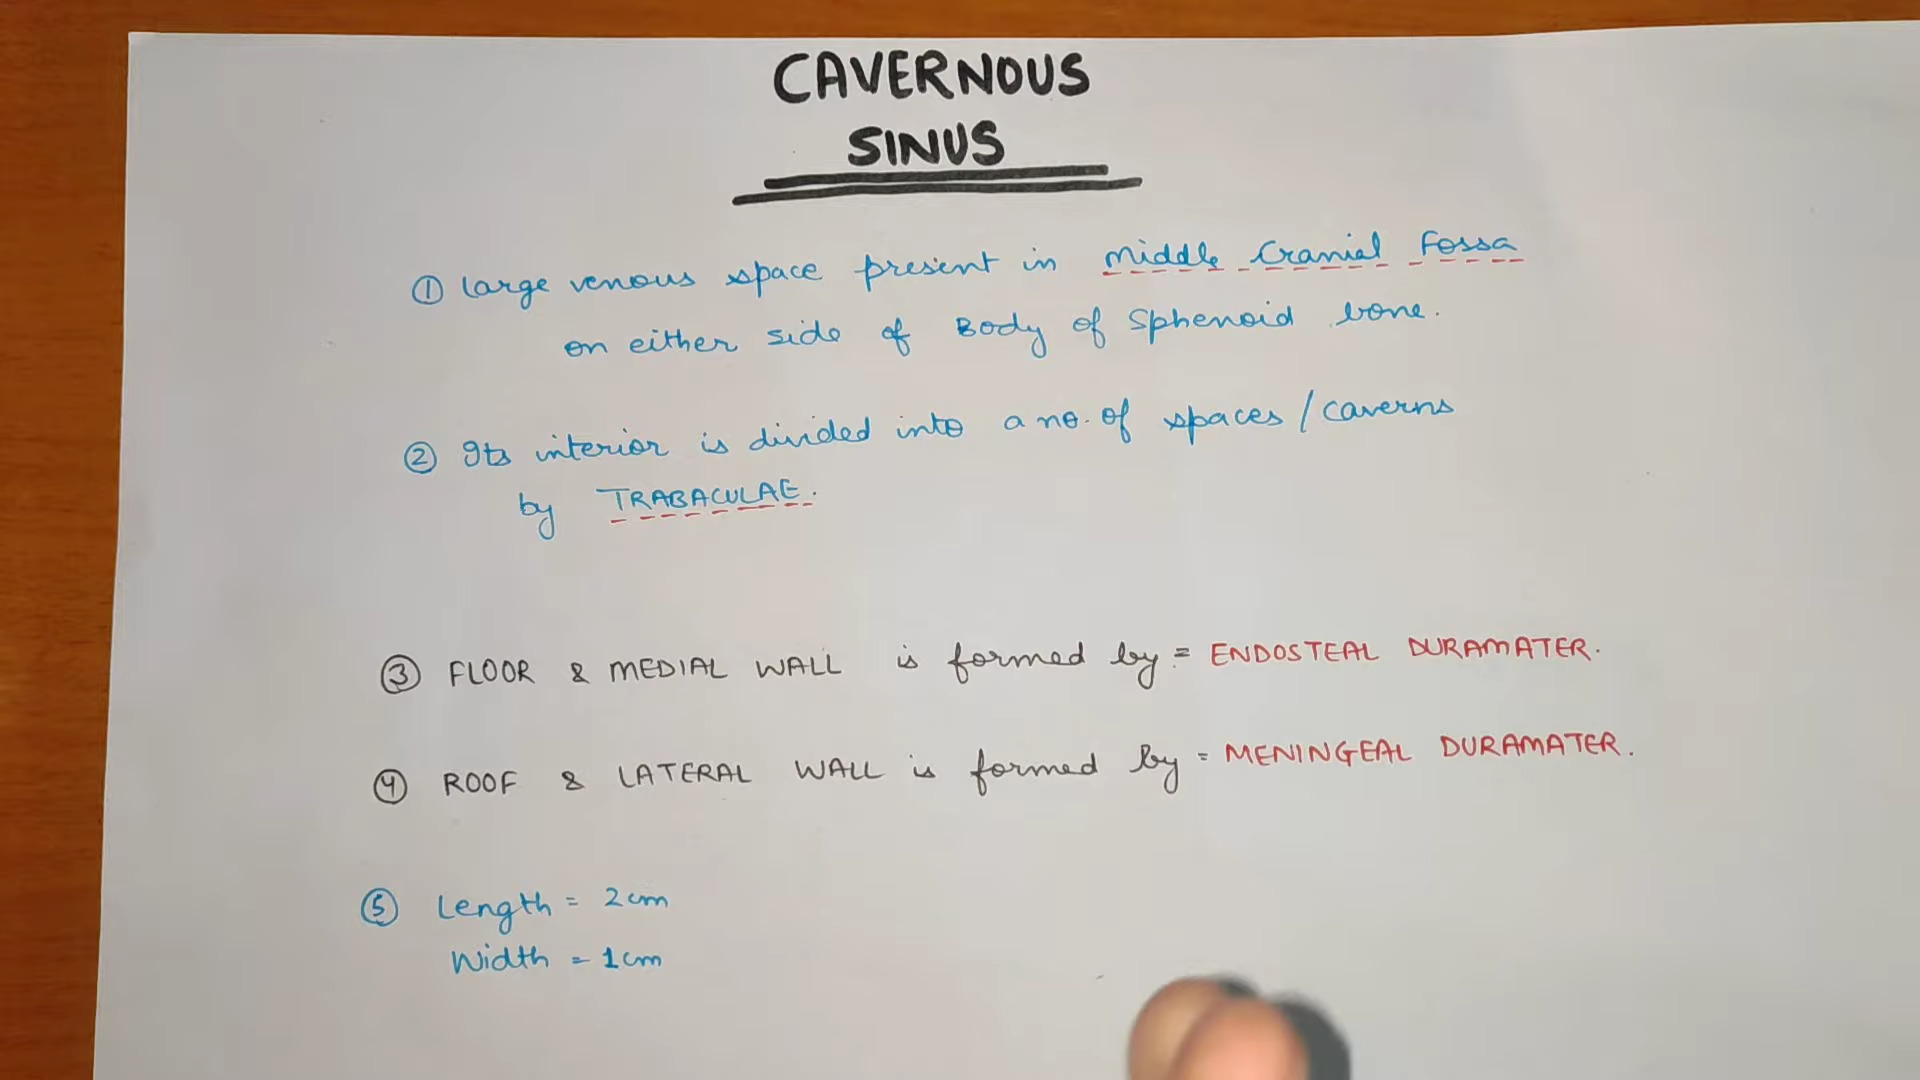 CAVERNOUS
SINUS
① Large venous space present in Middle Cranial Fossa
on either side of Body of Sphenoid bone.
② Its interior is divided into a no. of spaces/caverns
by TRABACULAE.
③ FLOOR & MEDIAL WALL is formed by = ENDOSTEAL DURAMATER.
④ ROOF & LATERAL WALL is formed by = MENINGEAL DURAMATER.
⑤ Length = 2cm
Width = 1cm